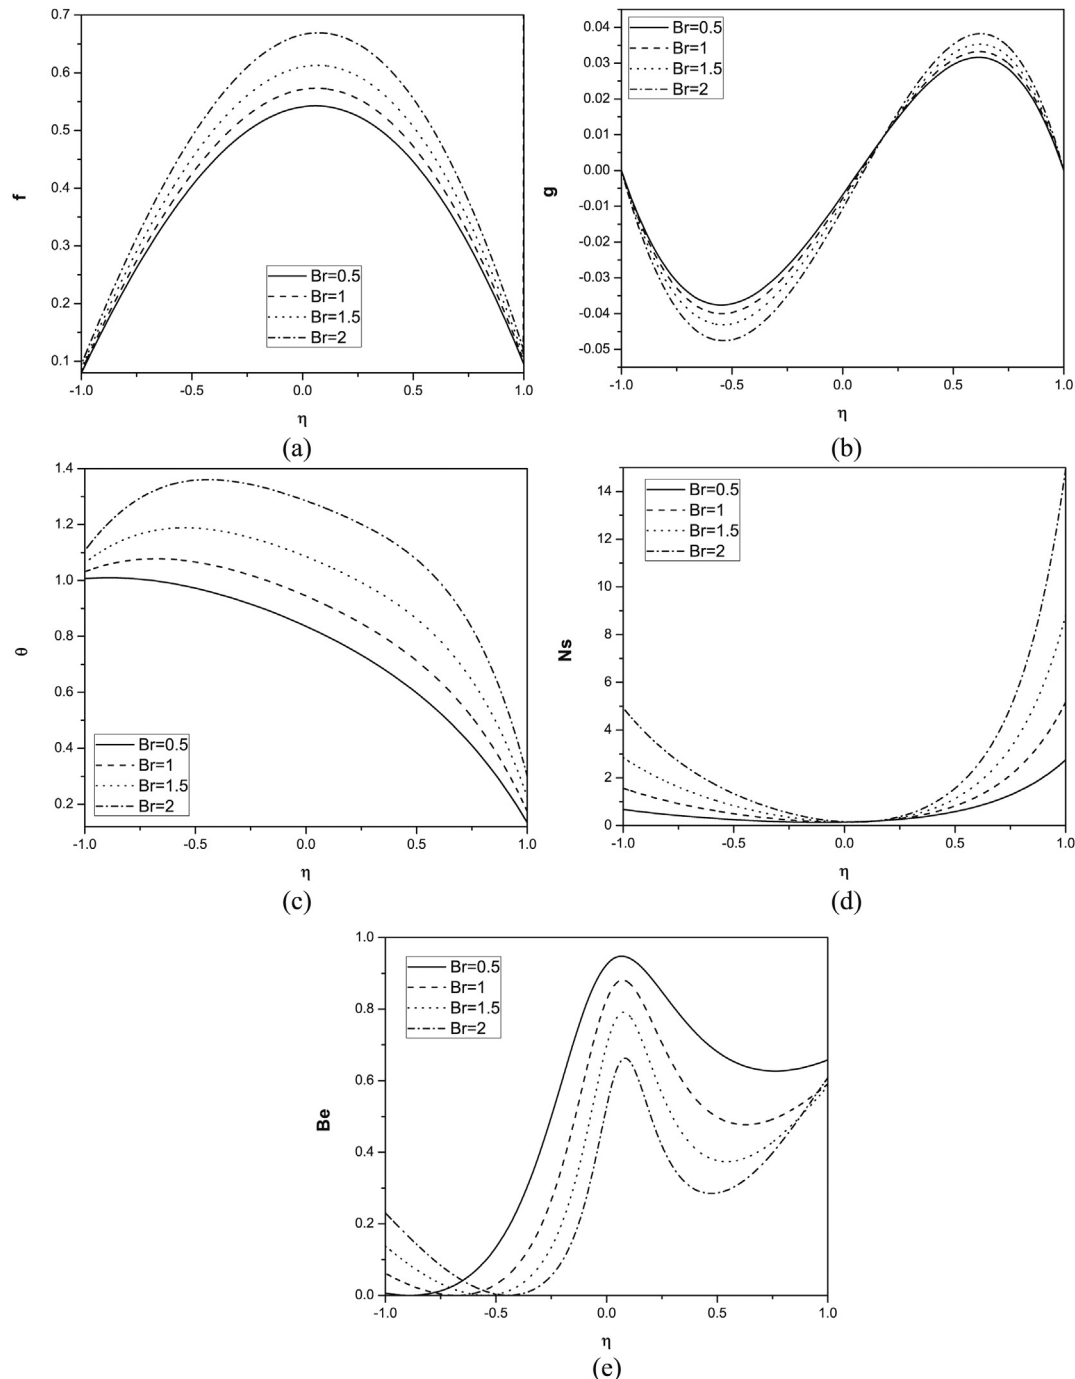 0.7
0.6
0.5
0.4
0.3
0.2
0.1
f
Br=0.5
Br=1
Br=1.5
Br=2
-1.0 -0.5 0.0 0.5 1.0
η
(a)
0.04
0.03
0.02
0.01
0.00
-0.01
-0.02
-0.03
-0.04
-0.05
g
Br=0.5
Br=1
Br=1.5
Br=2
-1.0 -0.5 0.0 0.5 1.0
η
(b)
1.4
1.2
1.0
0.8
0.6
0.4
0.2
θ
Br=0.5
Br=1
Br=1.5
Br=2
-1.0 -0.5 0.0 0.5 1.0
η
(c)
14
12
10
8
6
4
2
0
Ns
Br=0.5
Br=1
Br=1.5
Br=2
-1.0 -0.5 0.0 0.5 1.0
η
(d)
1.0
0.8
0.6
0.4
0.2
0.0
Be
Br=0.5
Br=1
Br=1.5
Br=2
-1.0 -0.5 0.0 0.5 1.0
η
(e)